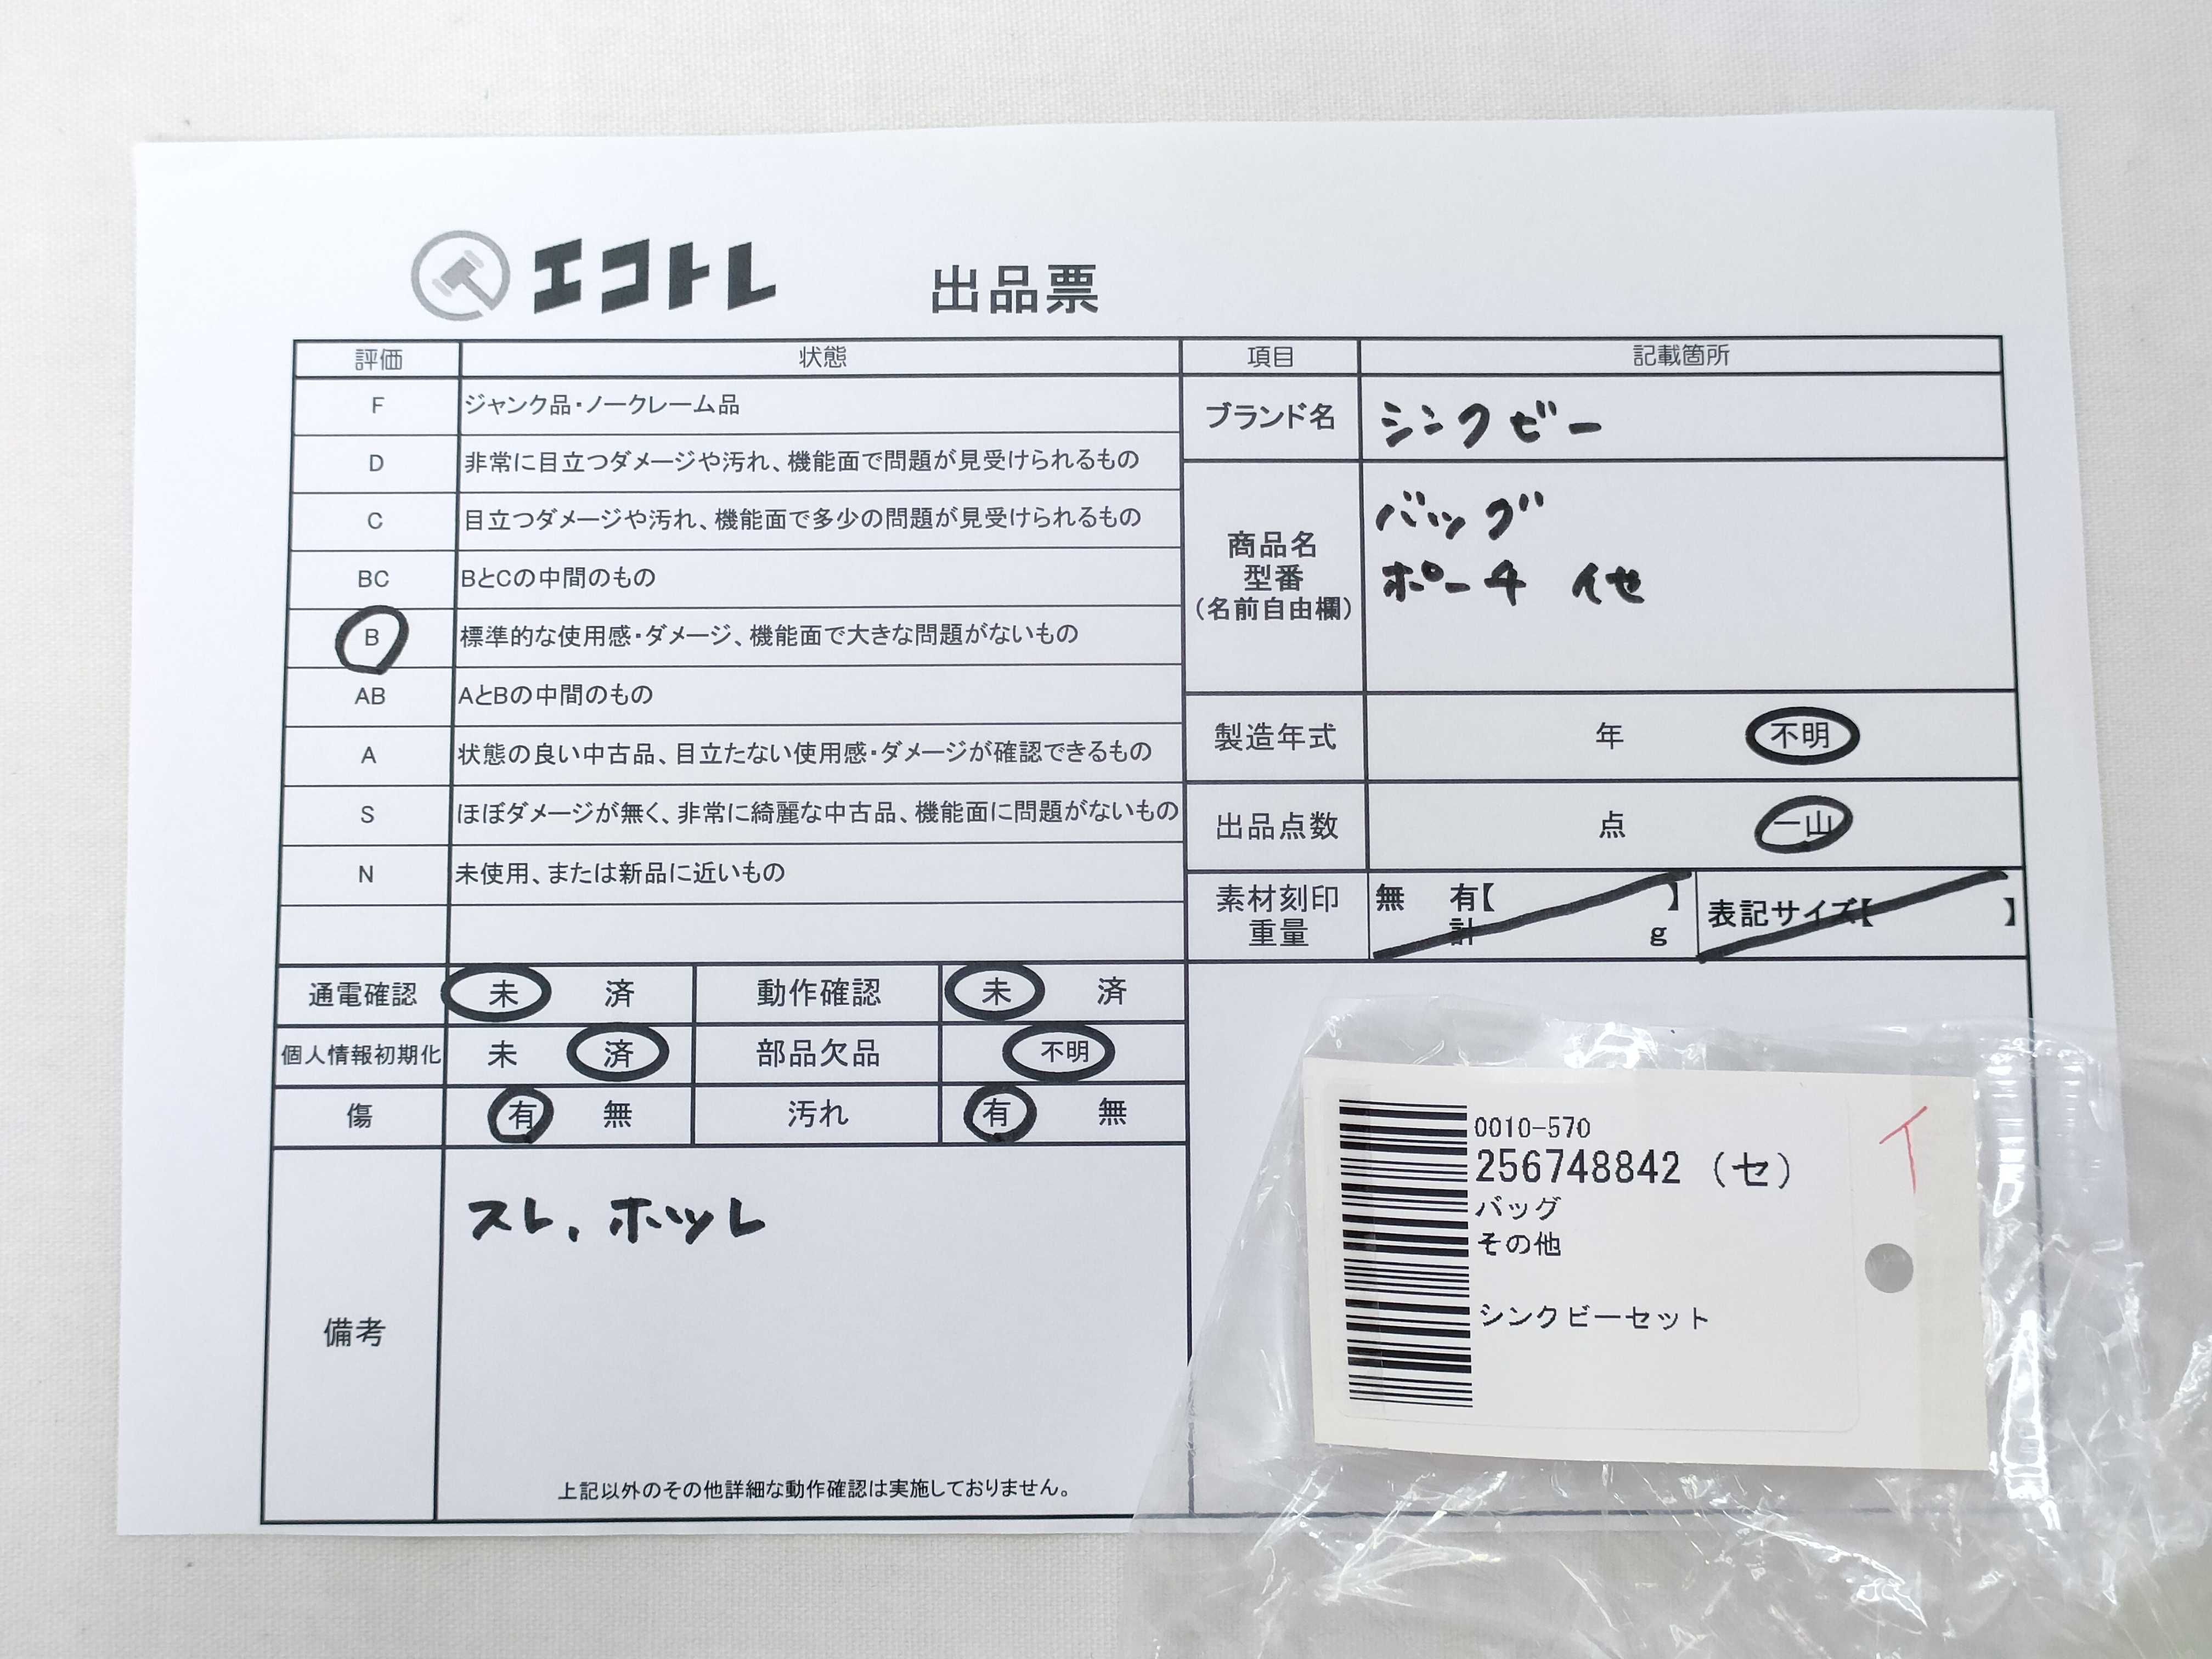 エコトレ 出品票
評価 状態 項目 記載箇所
F ジャンク品・ノークレーム品
D 非常に目立つダメージや汚れ、機能面で問題が見受けられるもの
C 目立つダメージや汚れ、機能面で多少の問題が見受けられるもの
BC BとCの中間のもの
B 標準的な使用感・ダメージ、機能面で大きな問題がないもの
AB AとBの中間のもの
A 状態の良い中古品、目立たない使用感・ダメージが確認できるもの
S ほぼダメージが無く、非常に綺麗な中古品、機能面に問題がないもの
N 未使用、または新品に近いもの
ブランド名 シンクビー
商品名
型番
(名前自由欄)
バッグ
ポーチ 他
製造年式 年 不明
出品点数 点 一山
素材刻印
重量
無 有【 】
計 g
表記サイズ【 】
通電確認 未 済 動作確認 未 済
個人情報初期化 未 済 部品欠品 不明
傷 有 無 汚れ 有 無
備考
スレ、ホツレ
上記以外のその他詳細な動作確認は実施しておりません。
0010-570
256748842 (セ)
バッグ
その他
シンクビーセット
イ